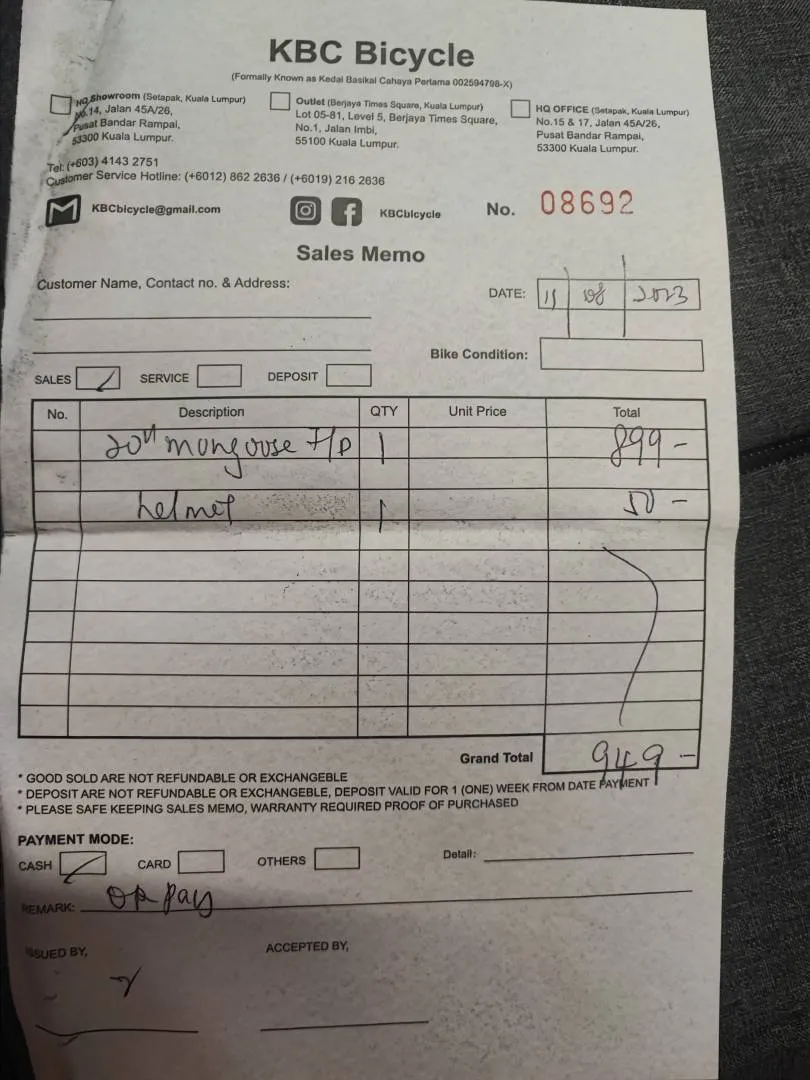 KBC Bicycle
(Formally Known as Kedai Basikal Cahaya Pertama 002594798-X)
HQ Showroom (Setapak, Kuala Lumpur)
No.14, Jalan 45A/26,
Pusat Bandar Rampai,
53300 Kuala Lumpur.
Outlet (Berjaya Times Square, Kuala Lumpur)
Lot 05-81, Level 5, Berjaya Times Square,
No.1, Jalan Imbi,
55100 Kuala Lumpur.
HQ OFFICE (Setapak, Kuala Lumpur)
No.15 & 17, Jalan 45A/26,
Pusat Bandar Rampai,
53300 Kuala Lumpur.
Tel: (+603) 4143 2751
Customer Service Hotline: (+6012) 862 2636 / (+6019) 216 2636
KBCbicycle@gmail.com
KBCbicycle
No. 08692
Sales Memo
Customer Name, Contact no. & Address:
DATE: 08 2023
Bike Condition:
SALES SERVICE DEPOSIT
No. Description QTY Unit Price Total
20" mongoose F/P 1 899 -
helmet 1 50 -
Grand Total 949 -
* GOOD SOLD ARE NOT REFUNDABLE OR EXCHANGEBLE
* DEPOSIT ARE NOT REFUNDABLE OR EXCHANGEBLE, DEPOSIT VALID FOR 1 (ONE) WEEK FROM DATE PAYMENT
* PLEASE SAFE KEEPING SALES MEMO, WARRANTY REQUIRED PROOF OF PURCHASED
PAYMENT MODE:
CASH CARD OTHERS Detail:
REMARK: pay
ISSUED BY,
ACCEPTED BY,